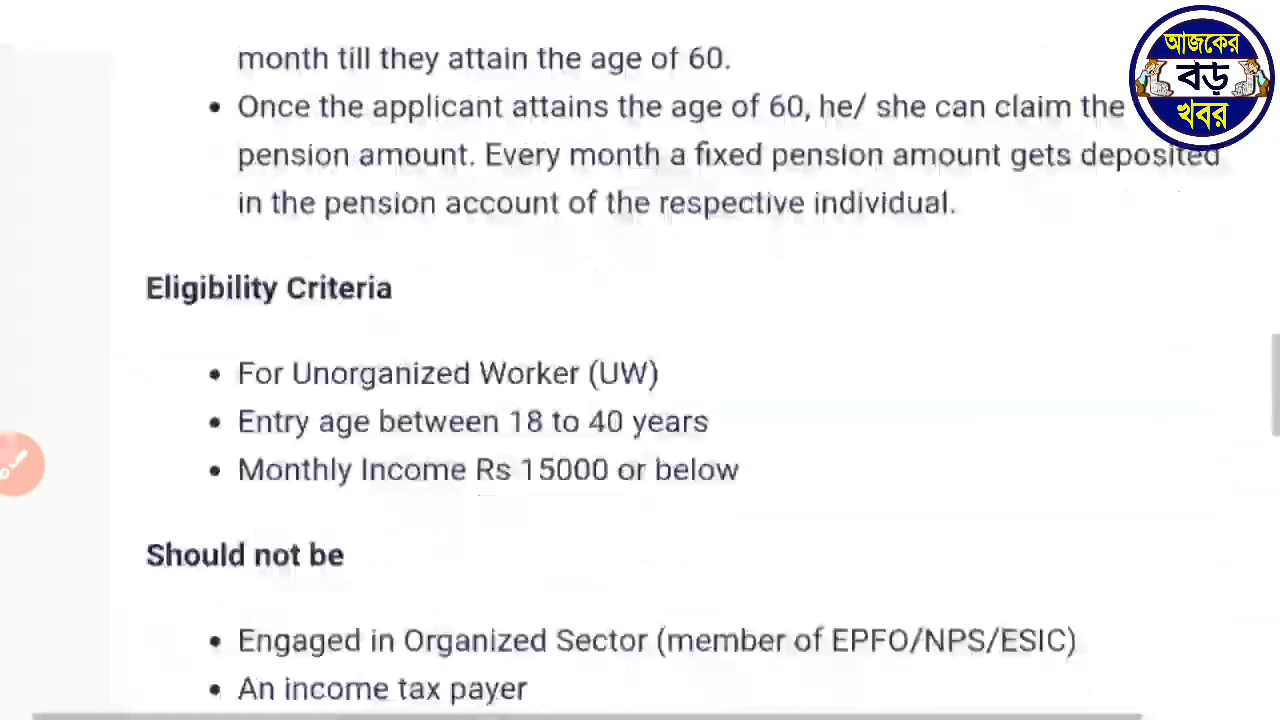 month till they attain the age of 60.
আজকের
বড়
খবর
• Once the applicant attains the age of 60, he/ she can claim the
pension amount. Every month a fixed pension amount gets deposited
in the pension account of the respective individual.
Eligibility Criteria
• For Unorganized Worker (UW)
• Entry age between 18 to 40 years
• Monthly Income Rs 15000 or below
Should not be
• Engaged in Organized Sector (member of EPFO/NPS/ESIC)
• An income tax payer